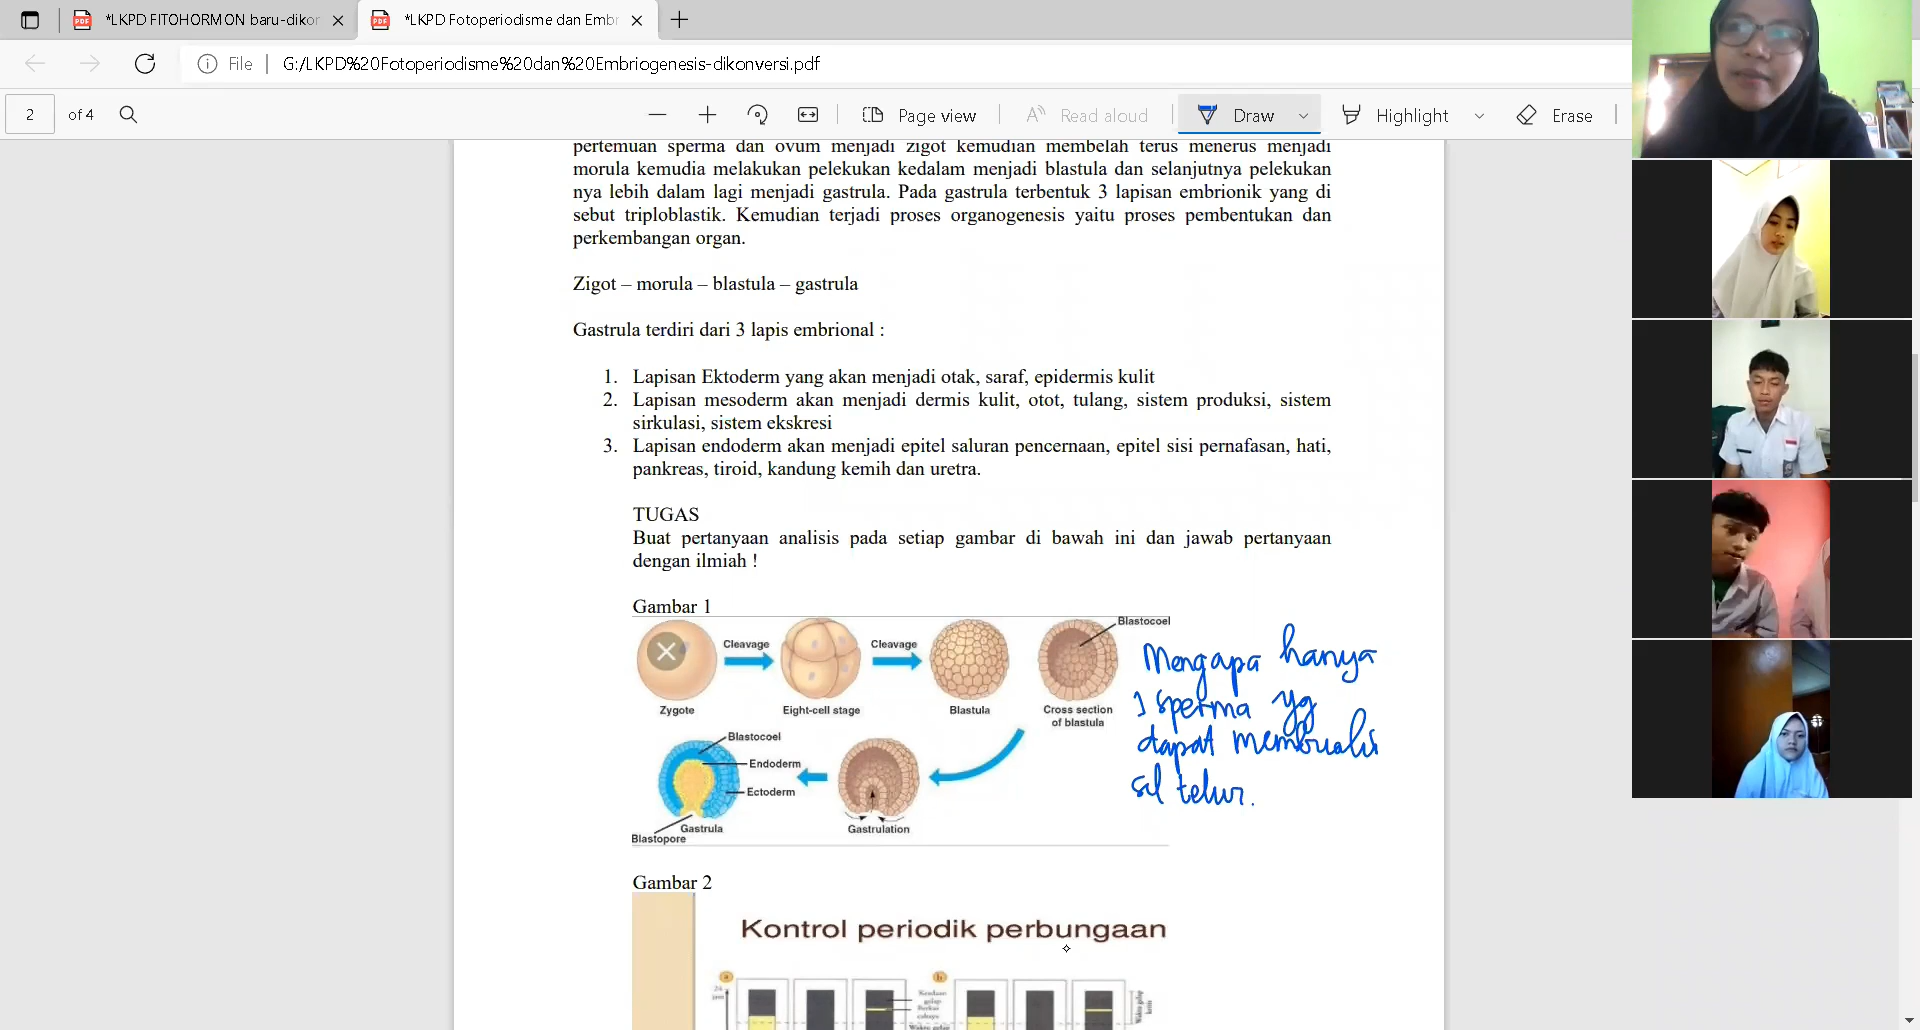 *LKPD FITOHORMON baru-dikon
*LKPD Fotoperiodisme dan Embr
File
G:/LKPD%20Fotoperiodisme%20dan%20Embriogenesis-dikonversi.pdf
2 of 4
Page view
Read aloud
Draw
Highlight
Erase
pertemuan sperma dan ovum menjadi zigot kemudian membelah terus menerus menjadi
morula kemudia melakukan pelekukan kedalam menjadi blastula dan selanjutnya pelekukan
nya lebih dalam lagi menjadi gastrula. Pada gastrula terbentuk 3 lapisan embrionik yang di
sebut triploblastik. Kemudian terjadi proses organogenesis yaitu proses pembentukan dan
perkembangan organ.
Zigot – morula – blastula – gastrula
Gastrula terdiri dari 3 lapis embrional :
1. Lapisan Ektoderm yang akan menjadi otak, saraf, epidermis kulit
2. Lapisan mesoderm akan menjadi dermis kulit, otot, tulang, sistem produksi, sistem
sirkulasi, sistem ekskresi
3. Lapisan endoderm akan menjadi epitel saluran pencernaan, epitel sisi pernafasan, hati,
pankreas, tiroid, kandung kemih dan uretra.
TUGAS
Buat pertanyaan analisis pada setiap gambar di bawah ini dan jawab pertanyaan
dengan ilmiah !
Gambar 1
Cleavage
Cleavage
Blastocoel
Zygote
Eight-cell stage
Blastula
Cross section
of blastula
Blastocoel
Endoderm
Ectoderm
Gastrula
Blastopore
Gastrulation
Mengapa hanya
1 sperma yg
dapat membuahi
sel telur.
Gambar 2
Kontrol periodik perbungaan
a
b
24
jam
gelap
cahaya
Waktu gelap